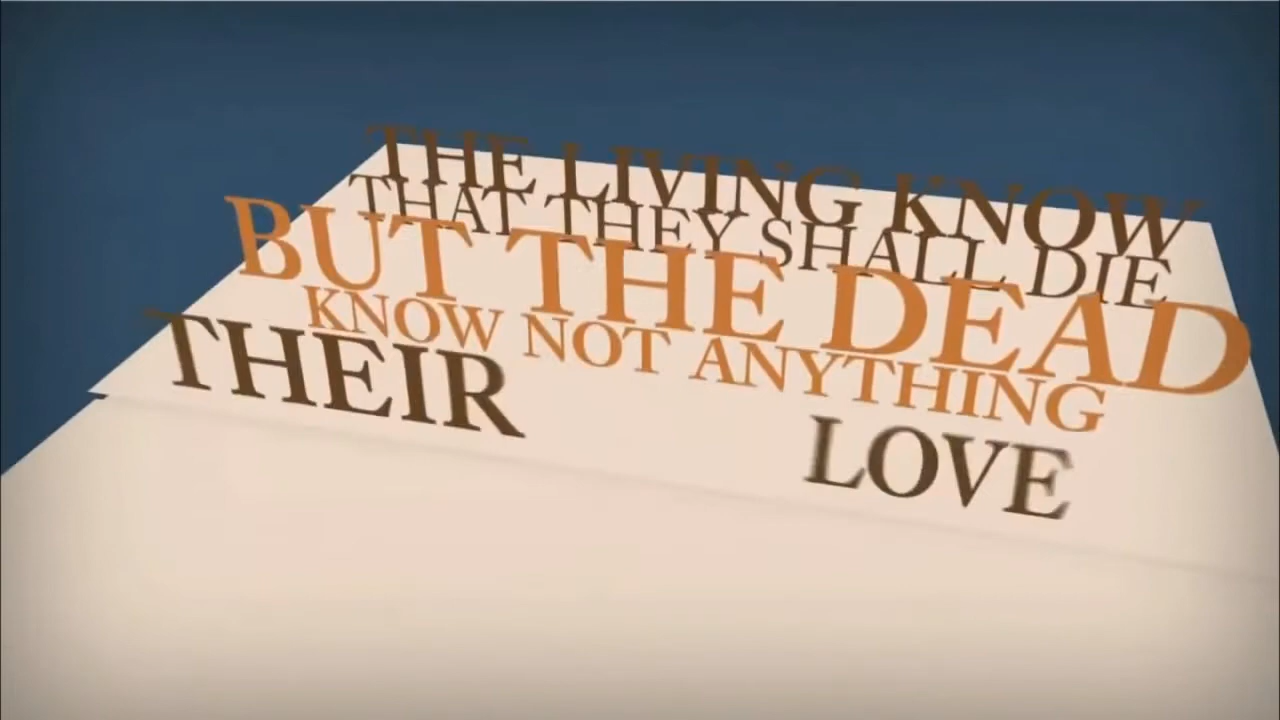 THE LIVING KNOW
THAT THEY SHALL DIE
BUT THE DEAD
KNOW NOT ANYTHING
THEIR LOVE